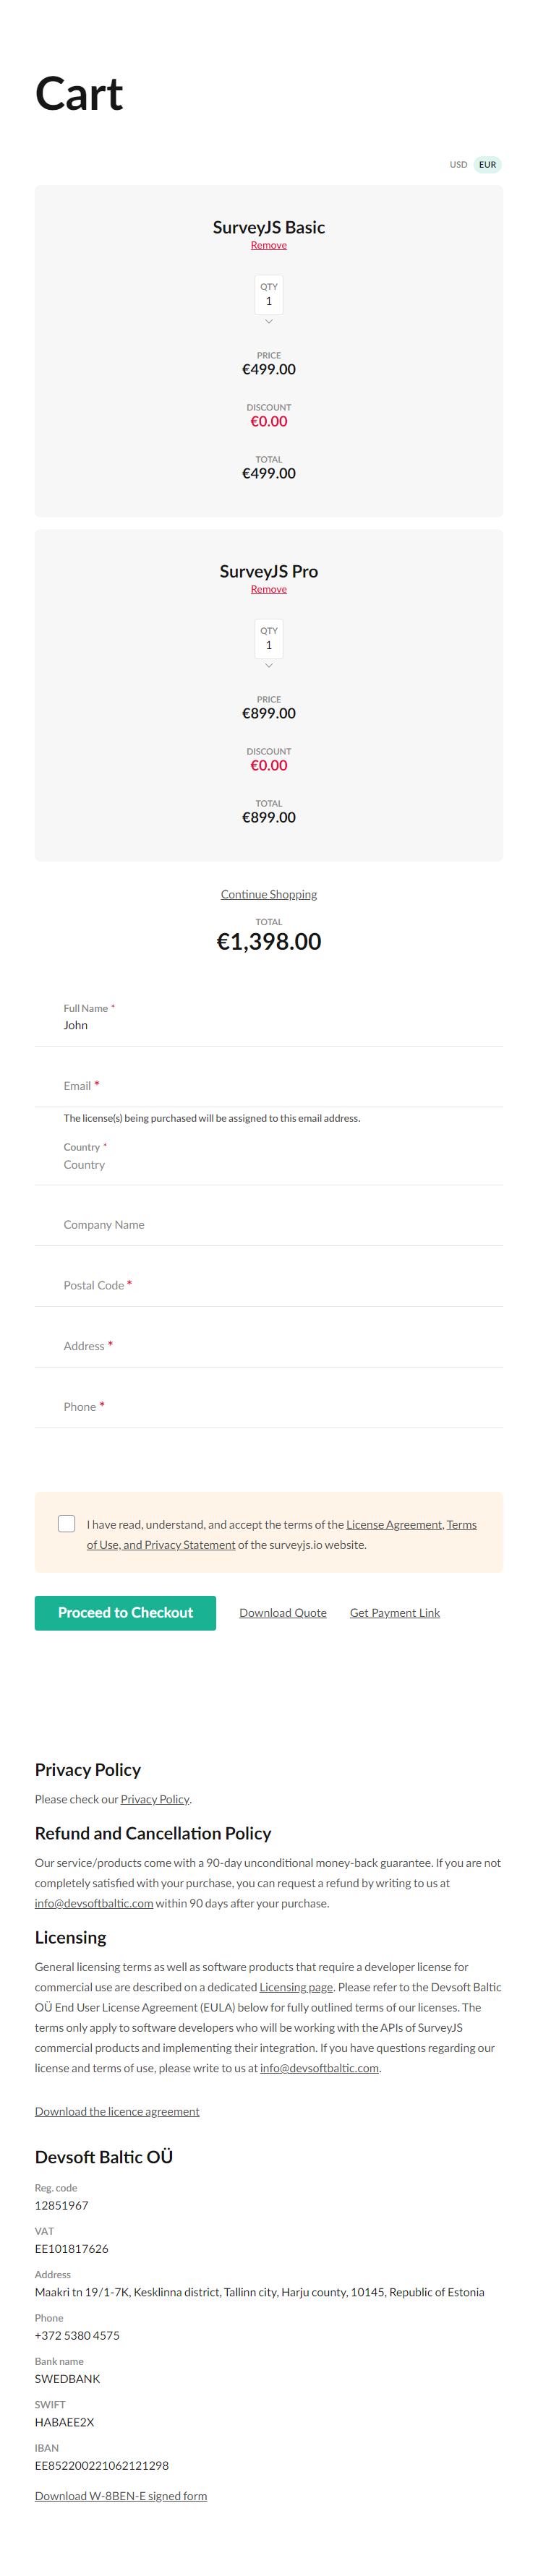 Cart
USD EUR
SurveyJS Basic
Remove
QTY
1
PRICE
€499.00
DISCOUNT
€0.00
TOTAL
€499.00
SurveyJS Pro
Remove
QTY
1
PRICE
€899.00
DISCOUNT
€0.00
TOTAL
€899.00
Continue Shopping
TOTAL
€1,398.00
Full Name *
John
Email *
The license(s) being purchased will be assigned to this email address.
Country *
Country
Company Name
Postal Code *
Address *
Phone *
I have read, understand, and accept the terms of the License Agreement, Terms
of Use, and Privacy Statement of the surveyjs.io website.
Proceed to Checkout Download Quote Get Payment Link
Privacy Policy
Please check our Privacy Policy.
Refund and Cancellation Policy
Our service/products come with a 90-day unconditional money-back guarantee. If you are not
completely satisfied with your purchase, you can request a refund by writing to us at
info@devsoftbaltic.com within 90 days after your purchase.
Licensing
General licensing terms as well as software products that require a developer license for
commercial use are described on a dedicated Licensing page. Please refer to the Devsoft Baltic
OÜ End User License Agreement (EULA) below for fully outlined terms of our licenses. The
terms only apply to software developers who will be working with the APIs of SurveyJS
commercial products and implementing their integration. If you have questions regarding our
license and terms of use, please write to us at info@devsoftbaltic.com.
Download the licence agreement
Devsoft Baltic OÜ
Reg. code
12851967
VAT
EE101817626
Address
Maakri tn 19/1-7K, Kesklinna district, Tallinn city, Harju county, 10145, Republic of Estonia
Phone
+372 5380 4575
Bank name
SWEDBANK
SWIFT
HABAEE2X
IBAN
EE852200221062121298
Download W-8BEN-E signed form